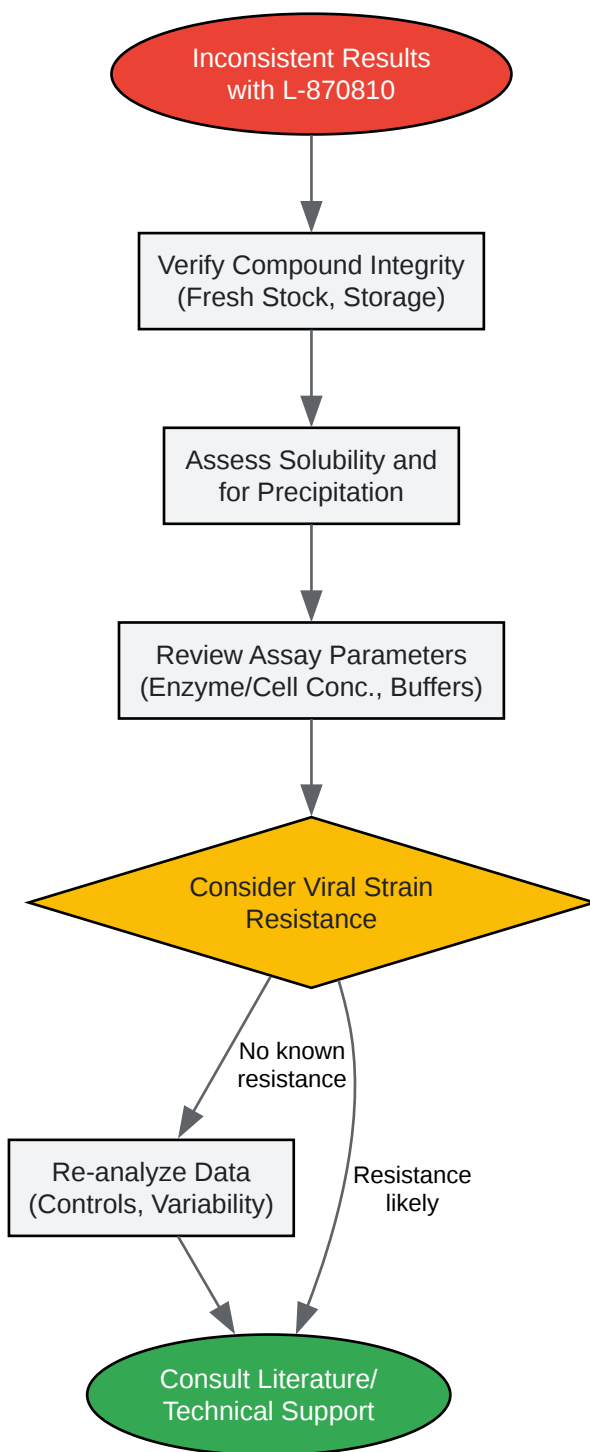 Inconsistent Results
with L-870810
Verify Compound Integrity
(Fresh Stock, Storage)
Assess Solubility and
for Precipitation
Review Assay Parameters
(Enzyme/Cell Conc., Buffers)
Consider Viral Strain
Resistance
No known
resistance
Re-analyze Data
(Controls, Variability)
Resistance
likely
Consult Literature/
Technical Support